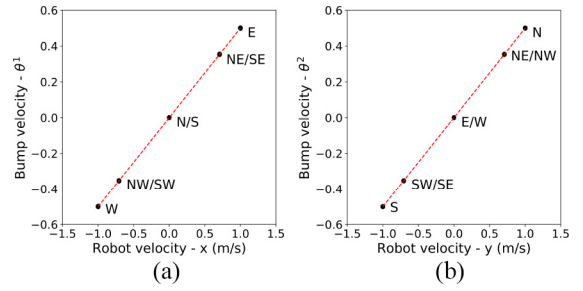 0.6
0.4
0.2
0.0
−0.2
−0.4
−0.6
Bump velocity - θ¹
E
NE/SE
N/S
NW/SW
W
−1.5 −1.0 −0.5 0.0 0.5 1.0 1.5
Robot velocity - x (m/s)
(a)
0.6
0.4
0.2
0.0
−0.2
−0.4
−0.6
Bump velocity - θ²
N
NE/NW
E/W
SW/SE
S
−1.5 −1.0 −0.5 0.0 0.5 1.0 1.5
Robot velocity - y (m/s)
(b)